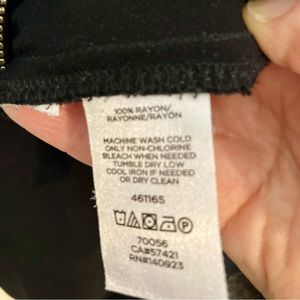 100% RAYON/
RAYONNE/RAYÓN
MACHINE WASH COLD
ONLY NON-CHLORINE
BLEACH WHEN NEEDED
TUMBLE DRY LOW
COOL IRON IF NEEDED
OR DRY CLEAN
461165
P
70056
CA#57421
RN#140923